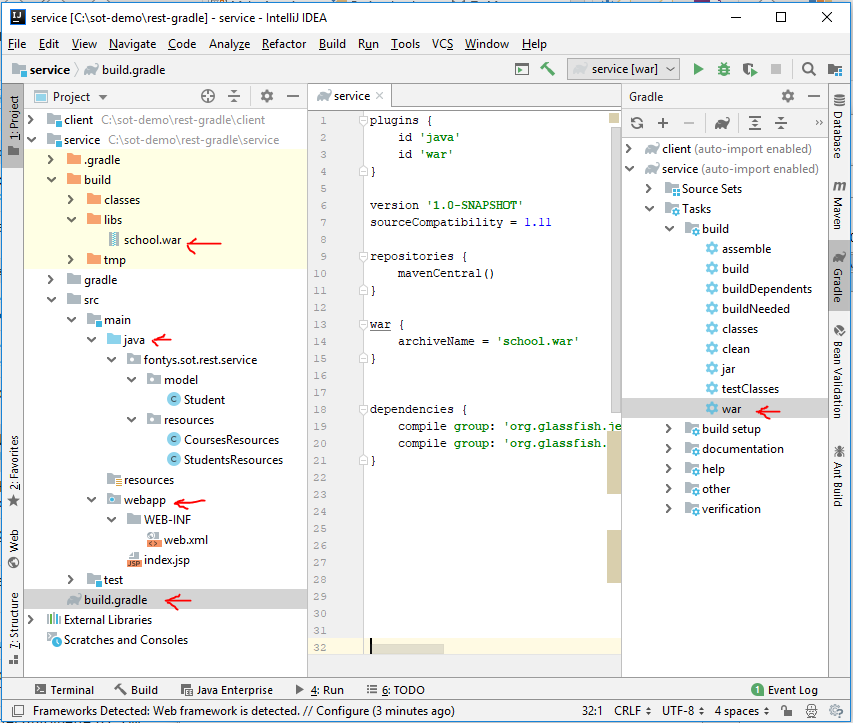 service [C:\sot-demo\rest-gradle] - service - IntelliJ IDEA
File Edit View Navigate Code Analyze Refactor Build Run Tools VCS Window Help
service build.gradle service [war]
1: Project
2: Favorites
Web
7: Structure
Project
client C:\sot-demo\rest-gradle\client
service C:\sot-demo\rest-gradle\service
.gradle
build
classes
libs
school.war
tmp
gradle
src
main
java
fontys.sot.rest.service
model
Student
resources
CoursesResources
StudentsResources
resources
webapp
WEB-INF
web.xml
index.jsp
test
build.gradle
External Libraries
Scratches and Consoles
service
1 plugins {
2 id 'java'
3 id 'war'
4 }
5
6 version '1.0-SNAPSHOT'
7 sourceCompatibility = 1.11
8
9 repositories {
10 mavenCentral()
11 }
12
13 war {
14 archiveName = 'school.war'
15 }
16
17
18 dependencies {
19 compile group: 'org.glassfish.je
20 compile group: 'org.glassfish.
21 }
22
23
24
25
26
27
28
29
30
31
32
Gradle
client (auto-import enabled)
service (auto-import enabled)
Source Sets
Tasks
build
assemble
build
buildDependents
buildNeeded
classes
clean
jar
testClasses
war
build setup
documentation
help
other
verification
Database
Maven
Gradle
Bean Validation
Ant Build
Terminal Build Java Enterprise 4: Run 6: TODO 1 Event Log
Frameworks Detected: Web framework is detected. // Configure (3 minutes ago) 32:1 CRLF UTF-8 4 spaces